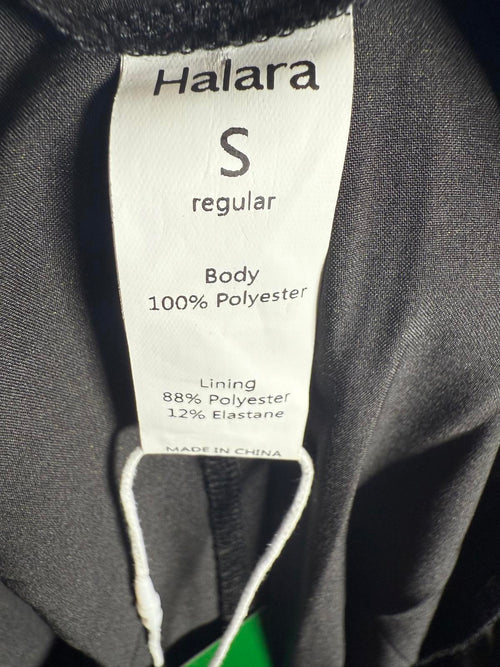 Halara
S
regular
Body
100% Polyester
Lining
88% Polyester
12% Elastane
MADE IN CHINA